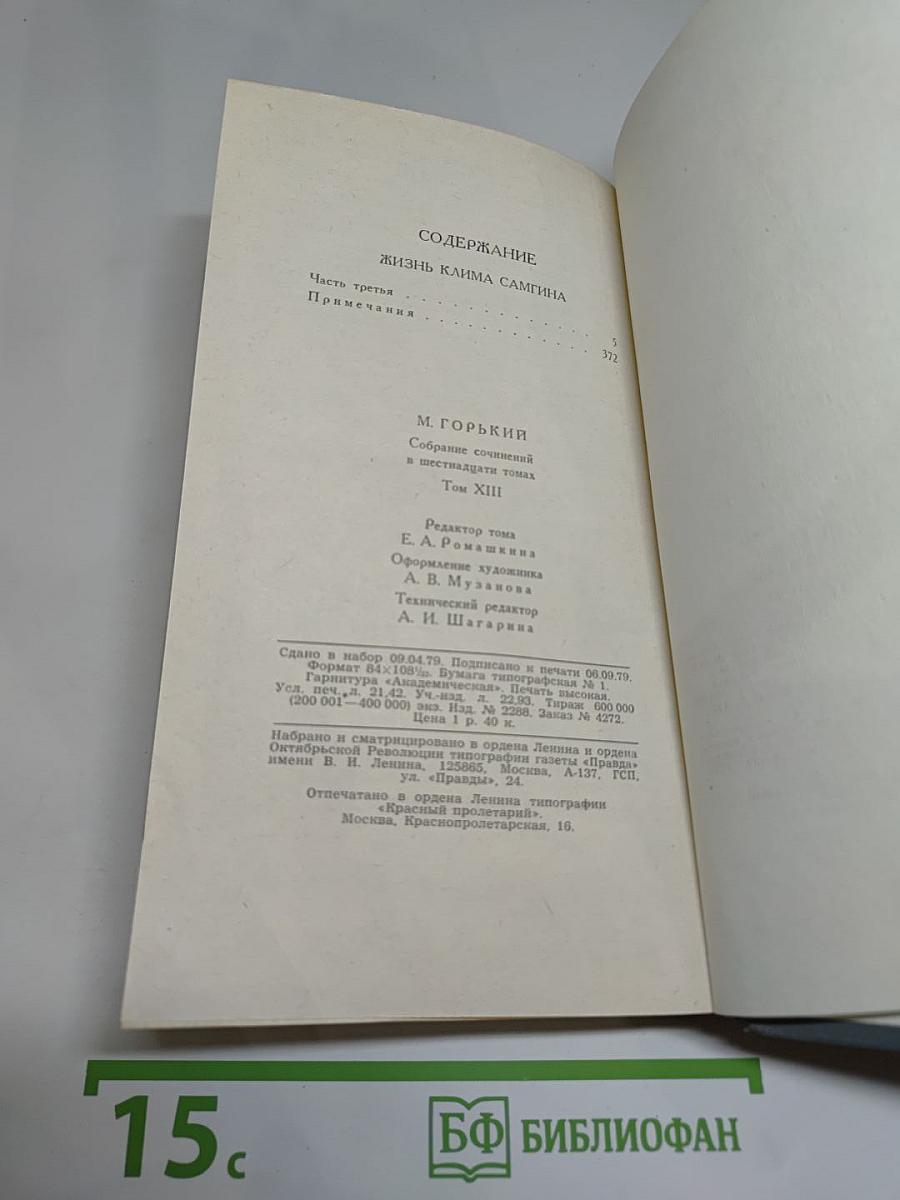 СОДЕРЖАНИЕ
ЖИЗНЬ КЛИМА САМГИНА
Часть третья . . . . . . . . . . . . 5
Примечания . . . . . . . . . . . 372
М. ГОРЬКИЙ
Собрание сочинений
в шестнадцати томах
Том XIII
Редактор тома
Е. А. Ромашкина
Оформление художника
А. В. Музанова
Технический редактор
А. И. Шагарина
Сдано в набор 09.04.79. Подписано к печати 06.09.79.
Формат 84×108¹/₃₂. Бумага типографская № 1.
Гарнитура «Академическая». Печать высокая.
Усл. печ. л. 21,42. Уч.-изд. л. 22,93. Тираж 600 000
(200 001—400 000) экз. Изд. № 2288. Заказ № 4272.
Цена 1 р. 40 к.
Набрано и сматрицировано в ордена Ленина и ордена
Октябрьской Революции типографии газеты «Правда»
имени В. И. Ленина, 125865, Москва, А-137, ГСП,
ул. «Правды», 24.
Отпечатано в ордена Ленина типографии
«Красный пролетарий».
Москва, Краснопролетарская, 16.
15 с
БФ БИБЛИОФАН